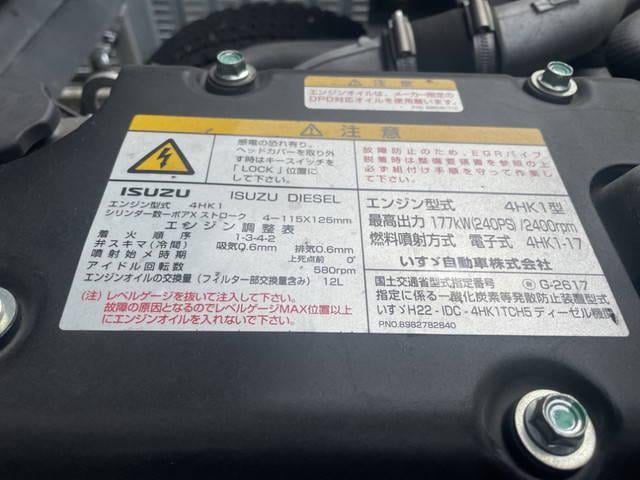 注意
エンジンオイルは、メーカー指定の
DPD対応オイルを使用願います。
注意
感電の恐れ有り。
ヘッドカバーを取り外
す時はキースイッチを
「LOCK」位置に
して下さい。
故障防止のため、EGRパイプ
脱着時は整備要領書を参照の上
必ず組付け手順を守って作業し
ISUZU ISUZU DIESEL
エンジン型式 4HK1
シリンダー数ーボアXストローク 4-115X125mm
エンジン調整表
着火順序 1-3-4-2
弁スキマ(冷間) 吸気0.6mm 排気0.6mm
噴射始メ時期 上死点前 0°
アイドル回転数 580rpm
エンジンオイルの交換量(フィルター部交換量含み) 12L
(注)レベルゲージを抜いて注入して下さい。
故障の原因となるのでレベルゲージMAX位置以上
にエンジンオイルを入れないで下さい。
エンジン型式 4HK1型
最高出力 177kW(240PS)/2400rpm
燃料噴射方式 電子式 4HK1-17
いすゞ自動車株式会社
国土交通省型式指定番号 G-2617
指定に係る一酸化炭素等発散防止装置型式
いすゞH22-IDC-4HK1TCH5ディーゼル機関
P.NO.8982782840